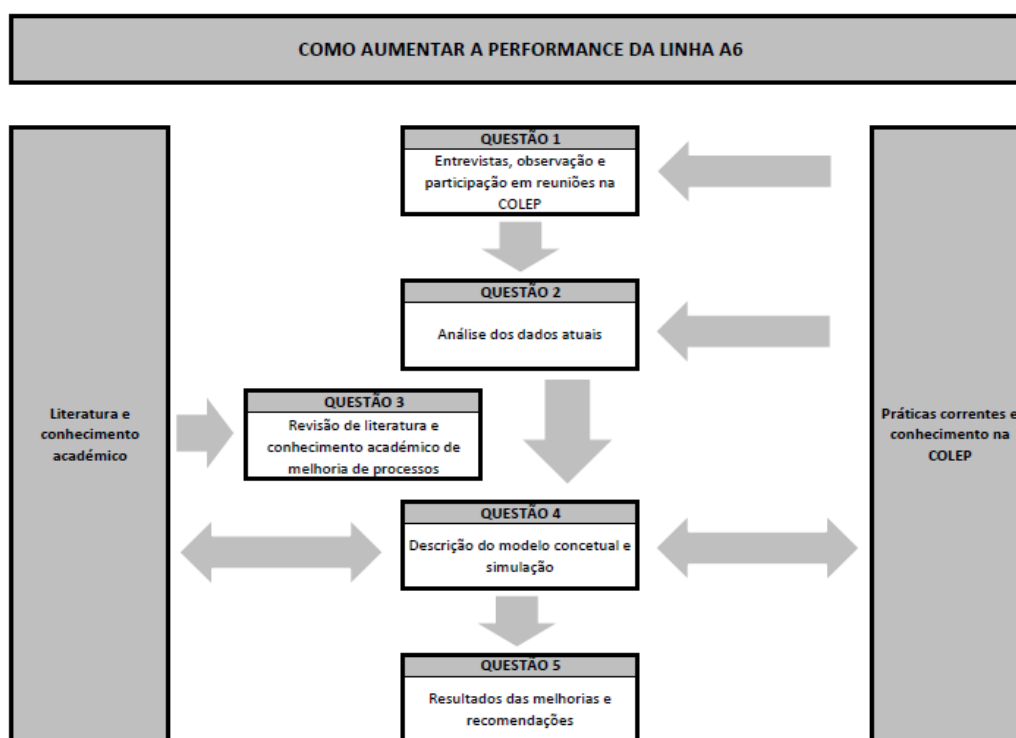 COMO AUMENTAR A PERFORMANCE DA LINHA A6
QUESTÃO 1
Entrevistas, observação e
participação em reuniões na
COLEP
QUESTÃO 2
Análise dos dados atuais
QUESTÃO 3
Revisão de literatura e
conhecimento académico de
melhoria de processos
Literatura e
conhecimento
académico
Práticas correntes e
conhecimento na
COLEP
QUESTÃO 4
Descrição do modelo concetual e
simulação
QUESTÃO 5
Resultados das melhorias e
recomendações